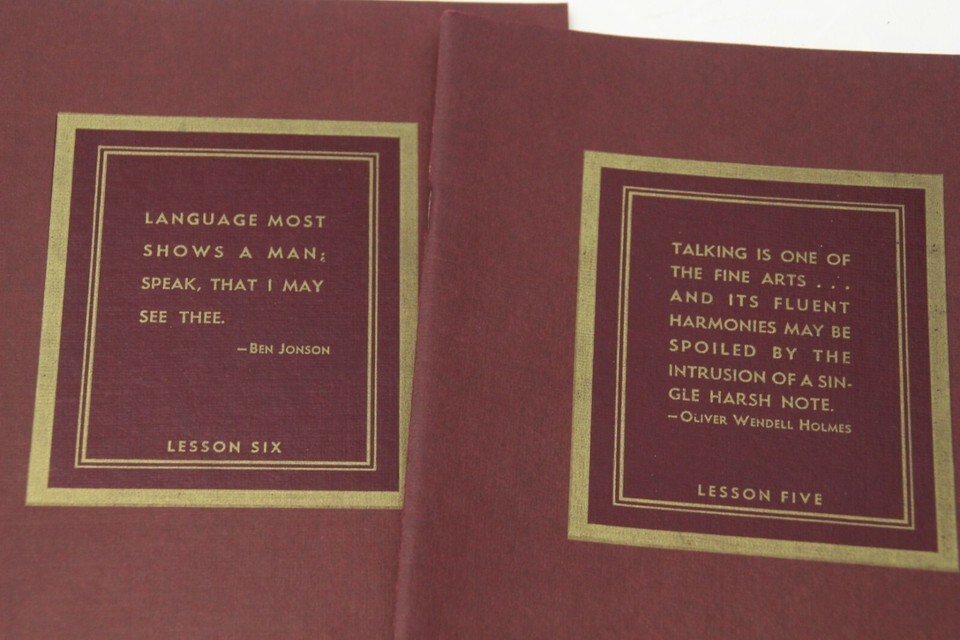 LANGUAGE MOST
SHOWS A MAN;
SPEAK, THAT I MAY
SEE THEE.
—BEN JONSON
LESSON SIX
TALKING IS ONE OF
THE FINE ARTS . . .
AND ITS FLUENT
HARMONIES MAY BE
SPOILED BY THE
INTRUSION OF A SIN-
GLE HARSH NOTE.
—OLIVER WENDELL HOLMES
LESSON FIVE